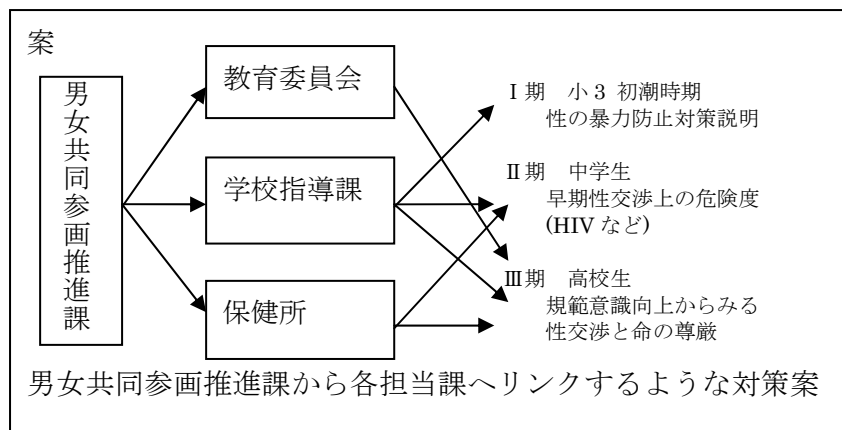 案
男女共同参画推進課
教育委員会
学校指導課
保健所
Ⅰ期　小3 初潮時期
性の暴力防止対策説明
Ⅱ期　中学生
早期性交渉上の危険度
(HIV など)
Ⅲ期　高校生
規範意識向上からみる
性交渉と命の尊厳
男女共同参画推進課から各担当課へリンクするような対策案